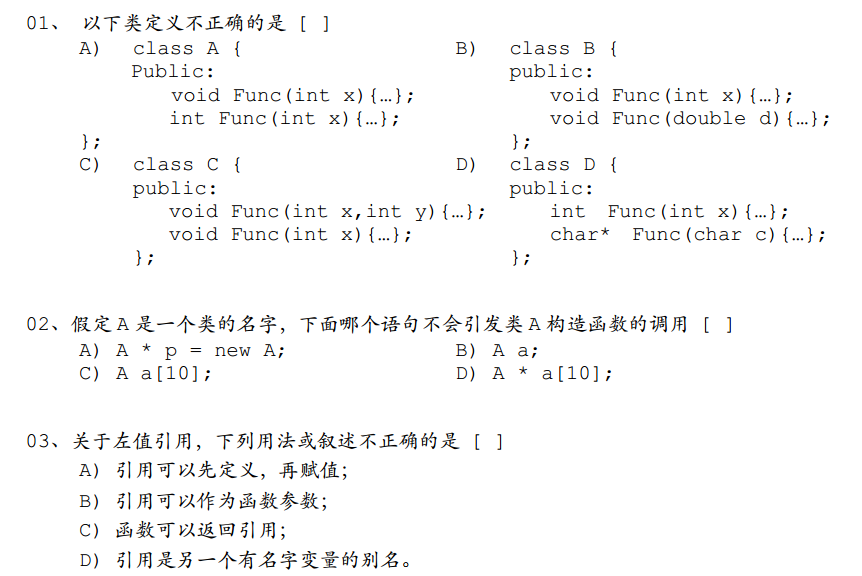 01、 以下类定义不正确的是 [ ]
A) class A { B) class B {
Public: public:
void Func(int x){…}; void Func(int x){…};
int Func(int x){…}; void Func(double d){…};
}; };
C) class C { D) class D {
public: public:
void Func(int x,int y){…}; int Func(int x){…};
void Func(int x){…}; char* Func(char c){…};
}; };
02、假定 A 是一个类的名字，下面哪个语句不会引发类 A 构造函数的调用 [ ]
A) A * p = new A; B) A a;
C) A a[10]; D) A * a[10];
03、关于左值引用，下列用法或叙述不正确的是 [ ]
A) 引用可以先定义，再赋值；
B) 引用可以作为函数参数；
C) 函数可以返回引用；
D) 引用是另一个有名字变量的别名。